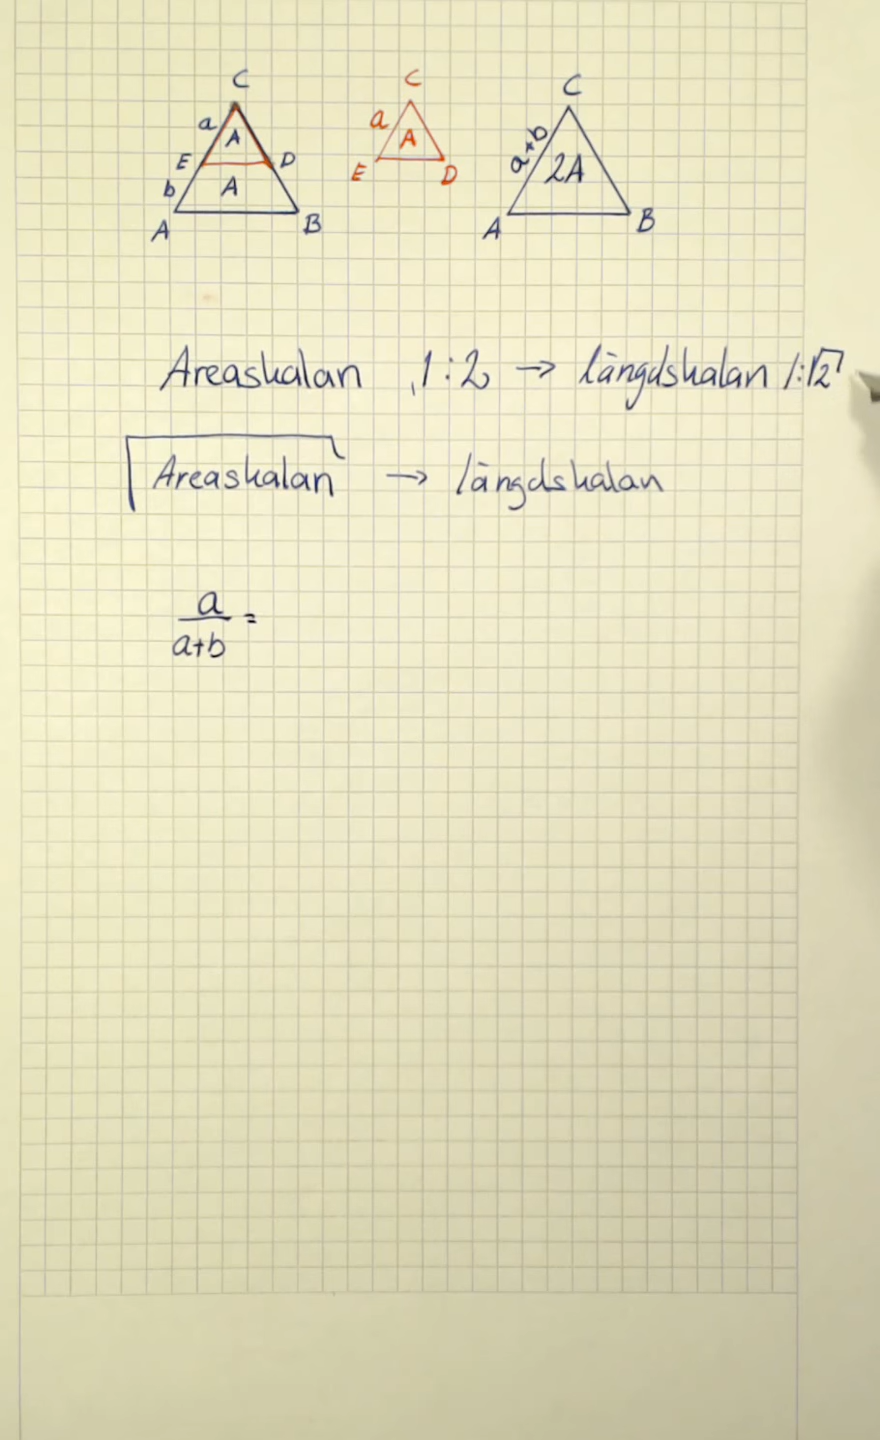 C C C
a A a A a+b 2A
E D E D
b A
A B A B
Areaskalan 1:2 → längdskalan 1:√2
√Areaskalan → längdskalan
a
a+b =